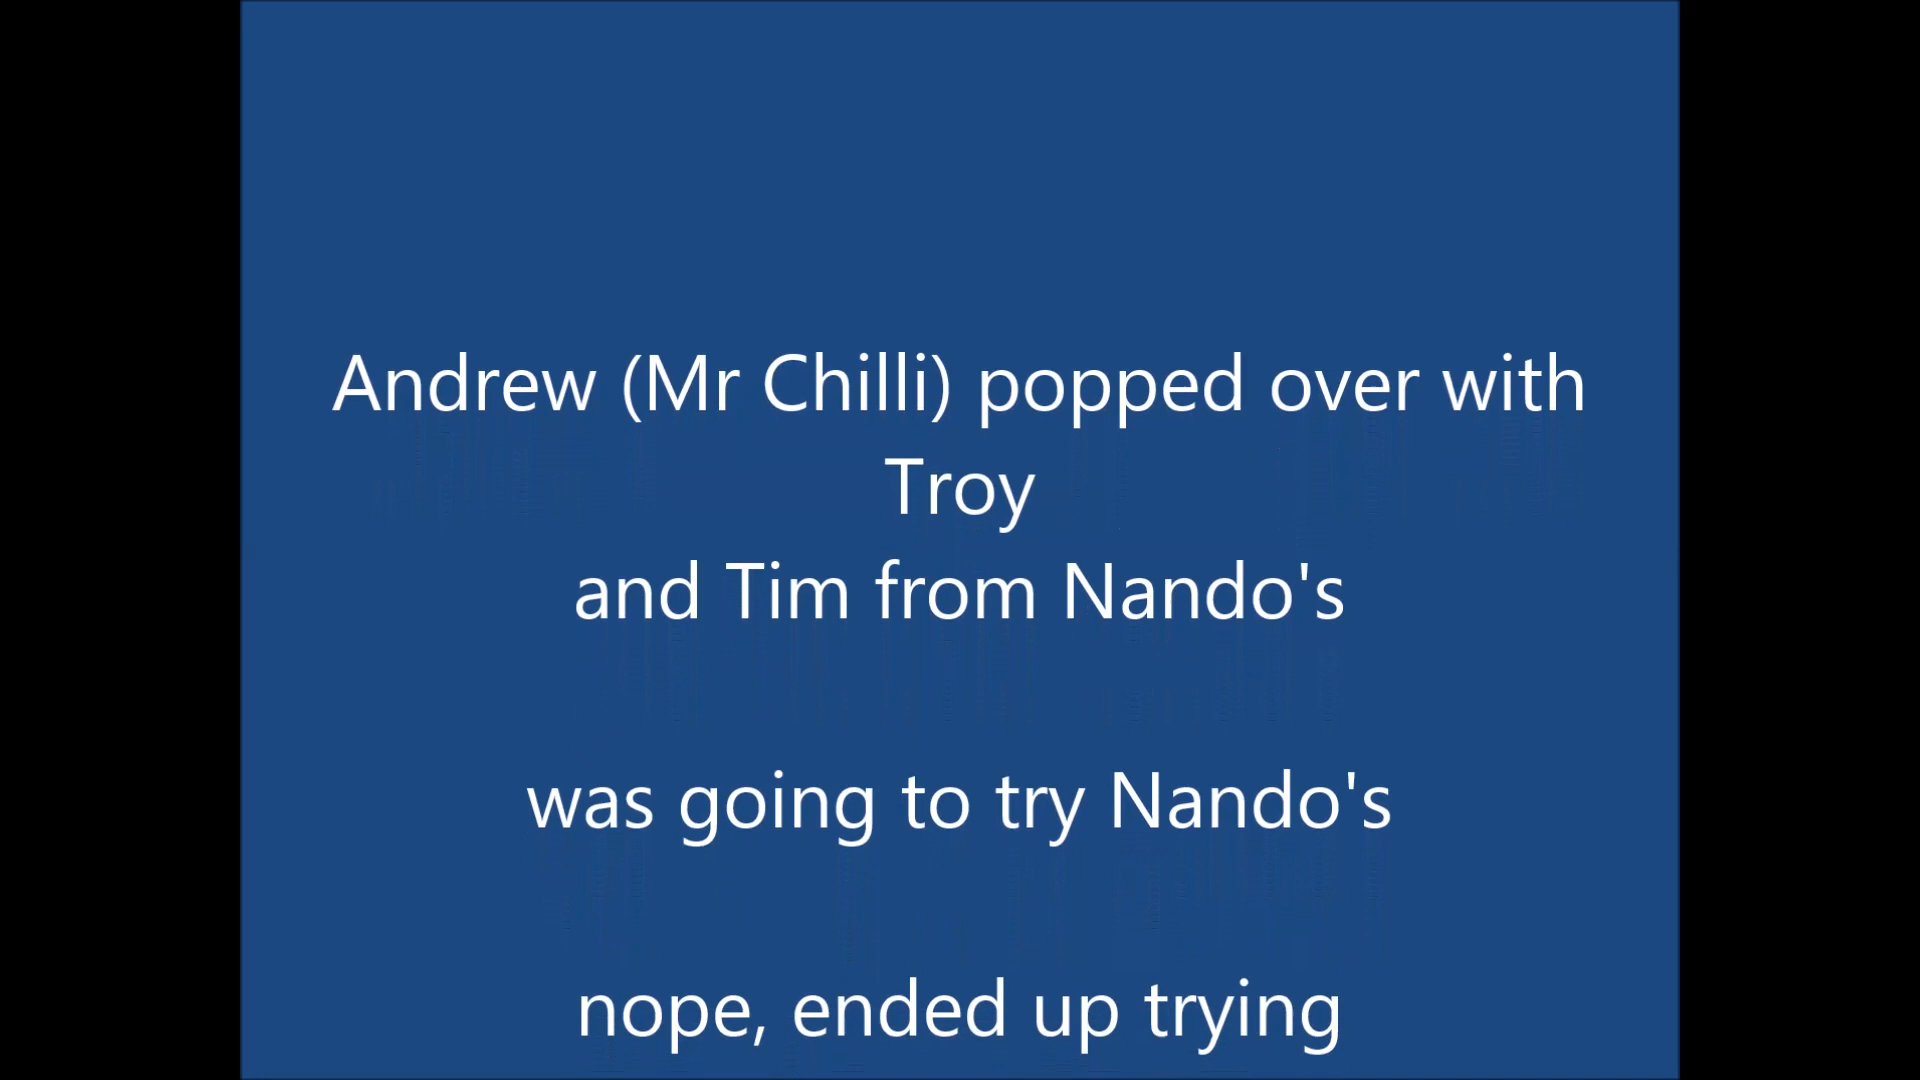 Andrew (Mr Chilli) popped over with
Troy
and Tim from Nando's
was going to try Nando's
nope, ended up trying